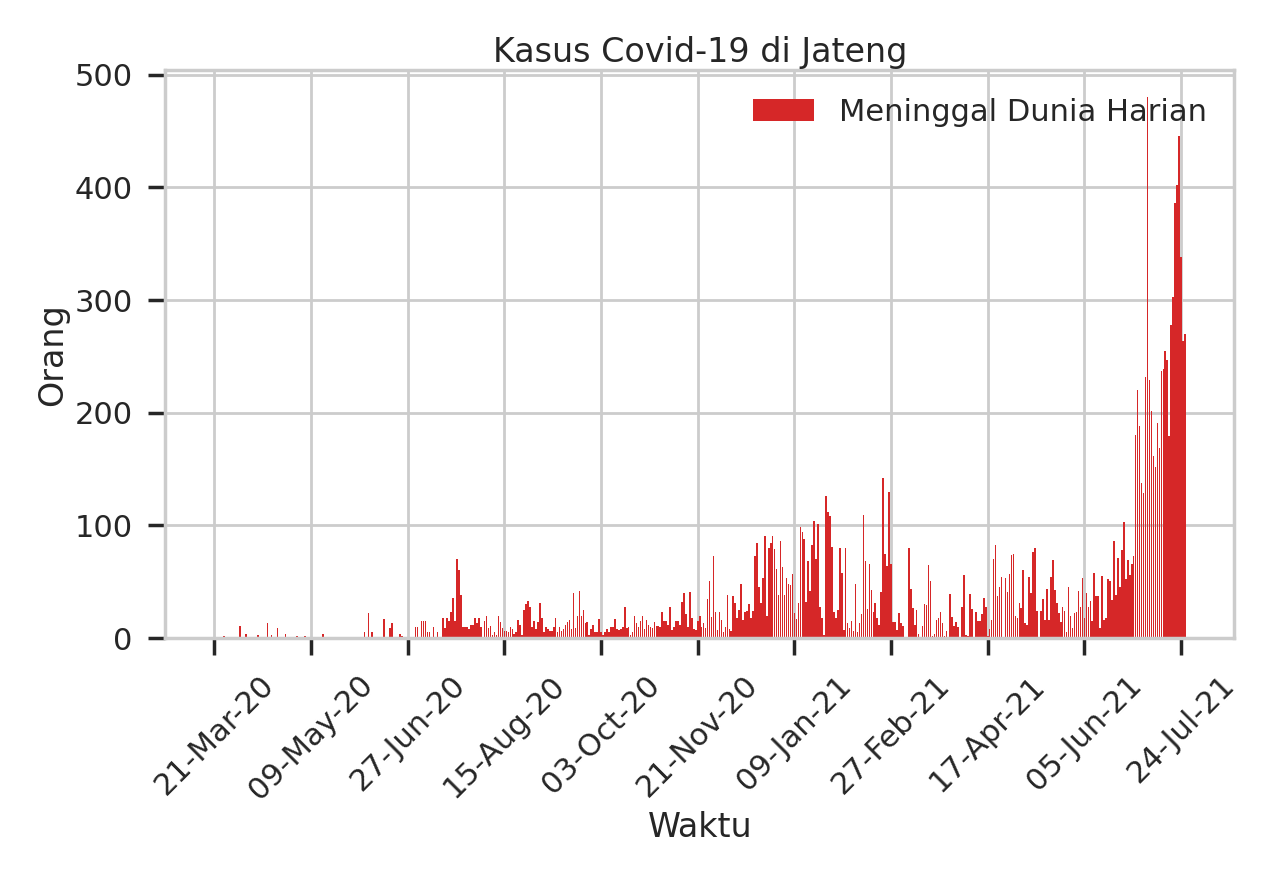 Kasus Covid-19 di Jateng
Meninggal Dunia Harian
500
400
300
200
100
0
Orang
21-Mar-20
09-May-20
27-Jun-20
15-Aug-20
03-Oct-20
21-Nov-20
09-Jan-21
27-Feb-21
17-Apr-21
05-Jun-21
24-Jul-21
Waktu